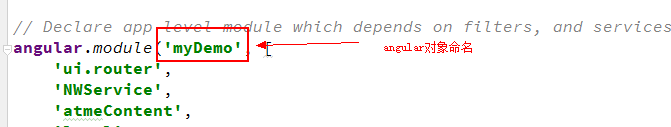 // Declare app level module which depends on filters, and services
angular.module('myDemo', angular对象命名
'ui.router',
'NWService',
'atmeContent',